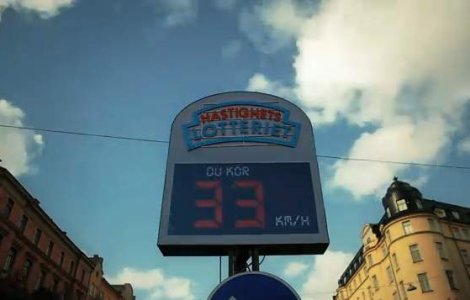 HASTIGHETS
LOTTERIET
DU KÖR
33 KM/H